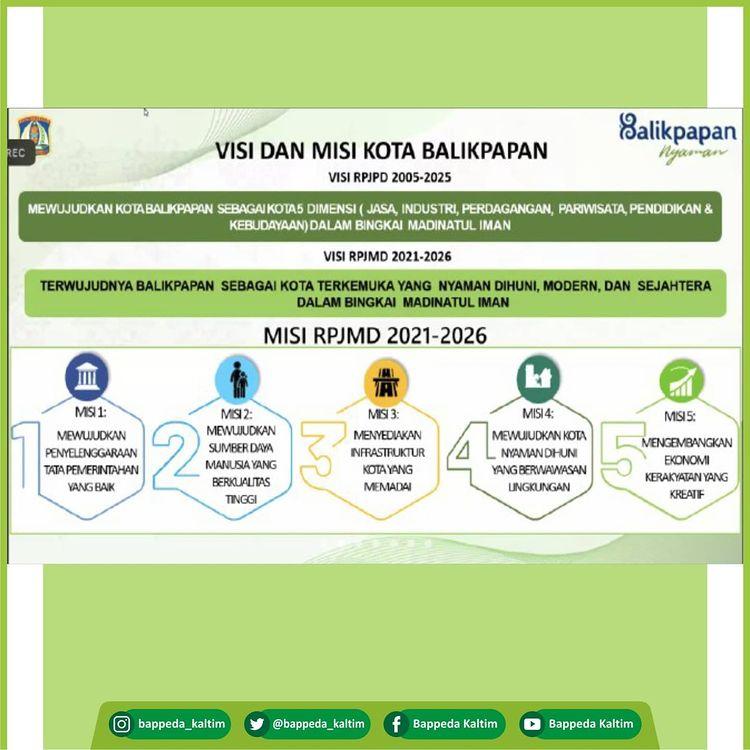 REC
Balikpapan
Nyaman
VISI DAN MISI KOTA BALIKPAPAN
VISI RPJPD 2005-2025
MEWUJUDKAN KOTA BALIKPAPAN SEBAGAI KOTA 5 DIMENSI ( JASA, INDUSTRI, PERDAGANGAN, PARIWISATA, PENDIDIKAN &
KEBUDAYAAN) DALAM BINGKAI MADINATUL IMAN
VISI RPJMD 2021-2026
TERWUJUDNYA BALIKPAPAN SEBAGAI KOTA TERKEMUKA YANG NYAMAN DIHUNI, MODERN, DAN SEJAHTERA
DALAM BINGKAI MADINATUL IMAN
MISI RPJMD 2021-2026
1
MISI 1:
MEWUJUDKAN
PENYELENGGARAAN
TATA PEMERINTAHAN
YANG BAIK
2
MISI 2:
MEWUJUDKAN
SUMBER DAYA
MANUSIA YANG
BERKUALITAS
TINGGI
3
MISI 3:
MENYEDIAKAN
INFRASTRUKTUR
KOTA YANG
MEMADAI
4
MISI 4:
MEWUJUDKAN KOTA
NYAMAN DIHUNI
YANG BERWAWASAN
LINGKUNGAN
5
MISI 5:
MENGEMBANGKAN
EKONOMI
KERAKYATAN YANG
KREATIF
bappeda_kaltim
@bappeda_kaltim
Bappeda Kaltim
Bappeda Kaltim